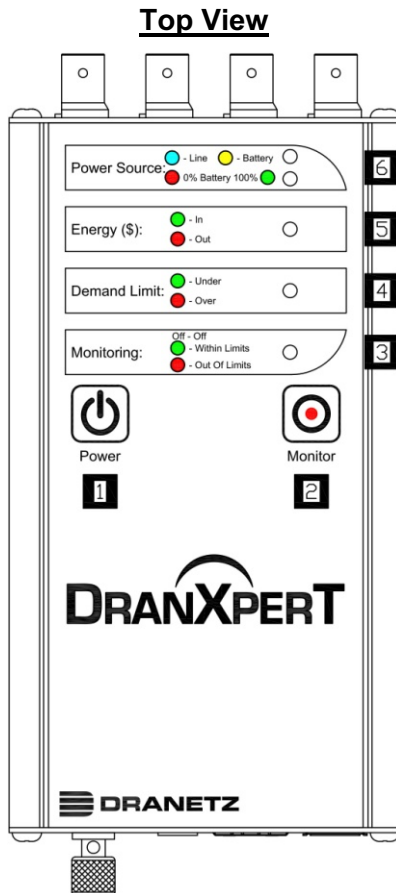 Top View
Power Source: - Line - Battery
0% Battery 100%
6
Energy ($): - In
- Out
5
Demand Limit: - Under
- Over
4
Off - Off
Monitoring: - Within Limits
- Out Of Limits
3
Power
Monitor
1
2
DRANXPERT
DRANETZ